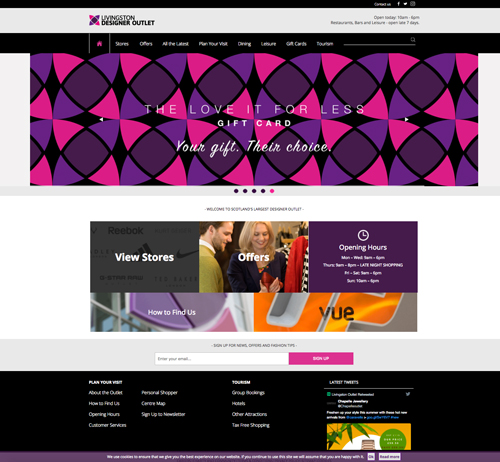 LIVINGSTON
DESIGNER OUTLET
Open today: 10am - 6pm
Restaurants, Bars and Leisure - open late 7 days.
Stores Offers All the Latest Plan Your Visit Dining Leisure Gift Cards Tourism
THE LOVE IT FOR LESS
GIFT CARD
Your gift. Their choice.
- WELCOME TO SCOTLAND'S LARGEST DESIGNER OUTLET -
Reebok
View Stores
Offers
Opening Hours
Mon – Wed: 9am – 6pm
Thurs: 9am – 8pm – LATE NIGHT SHOPPING
Fri – Sat: 9am – 6pm
Sun: 10am – 6pm
How to Find Us
vue
- SIGN UP FOR NEWS, OFFERS AND FASHION TIPS -
Enter your email...
SIGN UP
PLAN YOUR VISIT
About the Outlet
How to Find Us
Opening Hours
Customer Services
Personal Shopper
Centre Map
Sign Up to Newsletter
TOURISM
Group Bookings
Hotels
Other Attractions
Tax Free Shopping
LATEST TWEETS
Livingston Outlet Retweeted
Chapelle Jewellery
@Chapellejewel
Freshen up your style this summer with these hot new
arrivals from
We use cookies to ensure that we give you the best experience on our website. If you continue to use this site we will assume that you are happy with it. Ok Read more